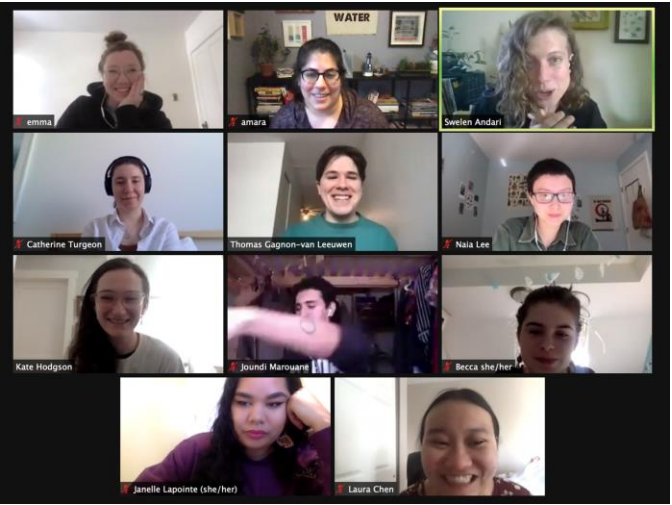 WATER
emma
amara
Swelen Andari
Catherine Turgeon
Thomas Gagnon-van Leeuwen
Naia Lee
Kate Hodgson
Joundi Marouane
Becca she/her
Janelle Lapointe (she/her)
Laura Chen